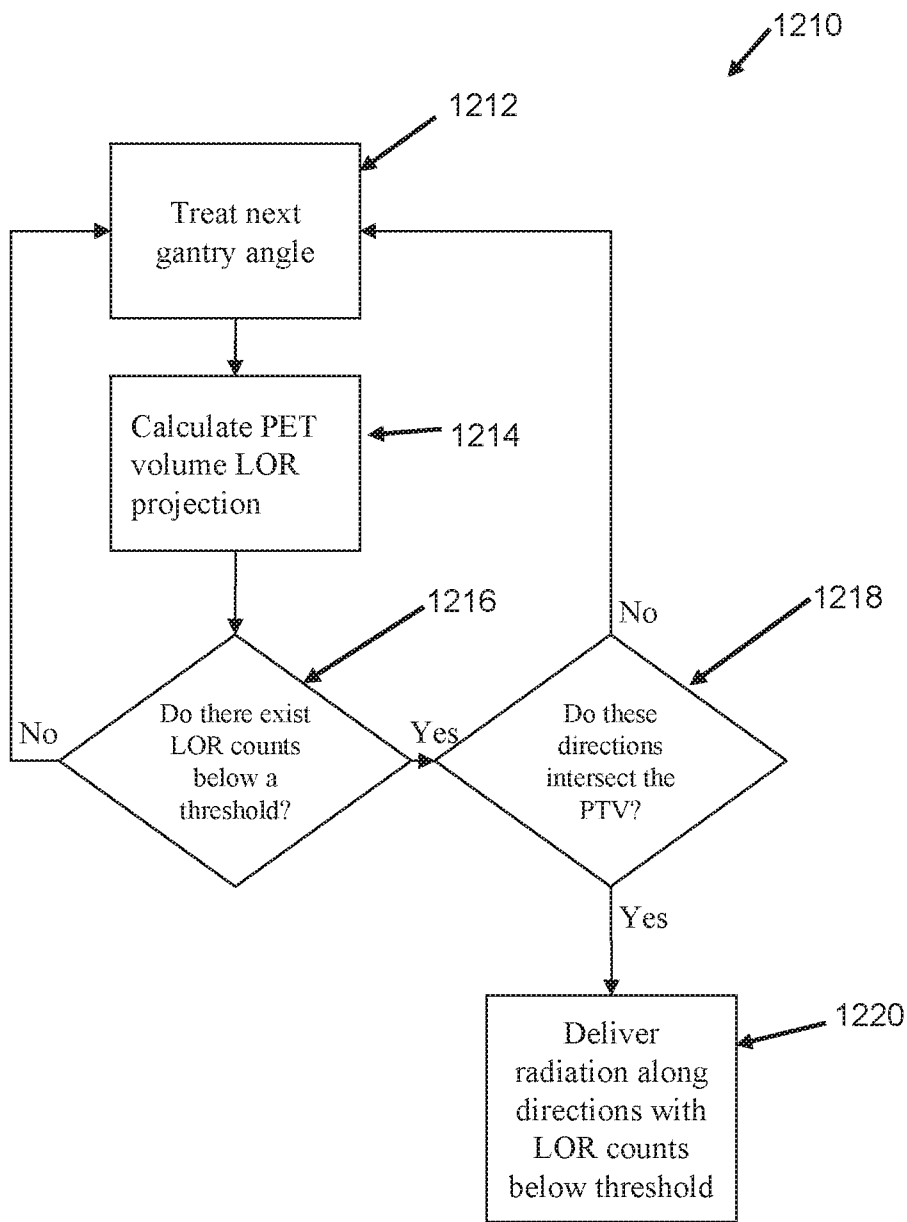 1210
1212
Treat next
gantry angle
Calculate PET
volume LOR
projection
1214
1216
Do there exist
LOR counts
below a
threshold?
No
Yes
1218
No
Do these
directions
intersect the
PTV?
Yes
1220
Deliver
radiation along
directions with
LOR counts
below threshold